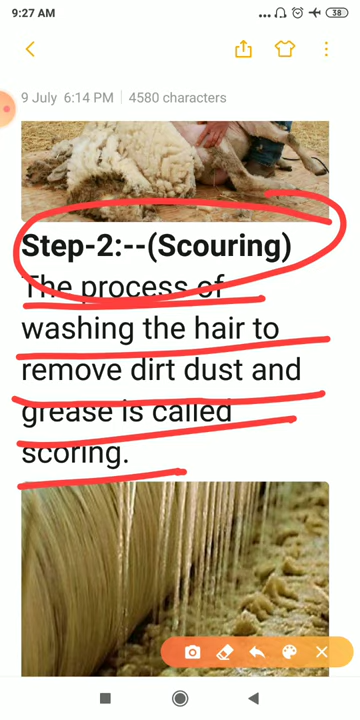 9:27 AM
38
9 July 6:14 PM | 4580 characters
Step-2:--(Scouring)
The process of
washing the hair to
remove dirt dust and
grease is called
scoring.